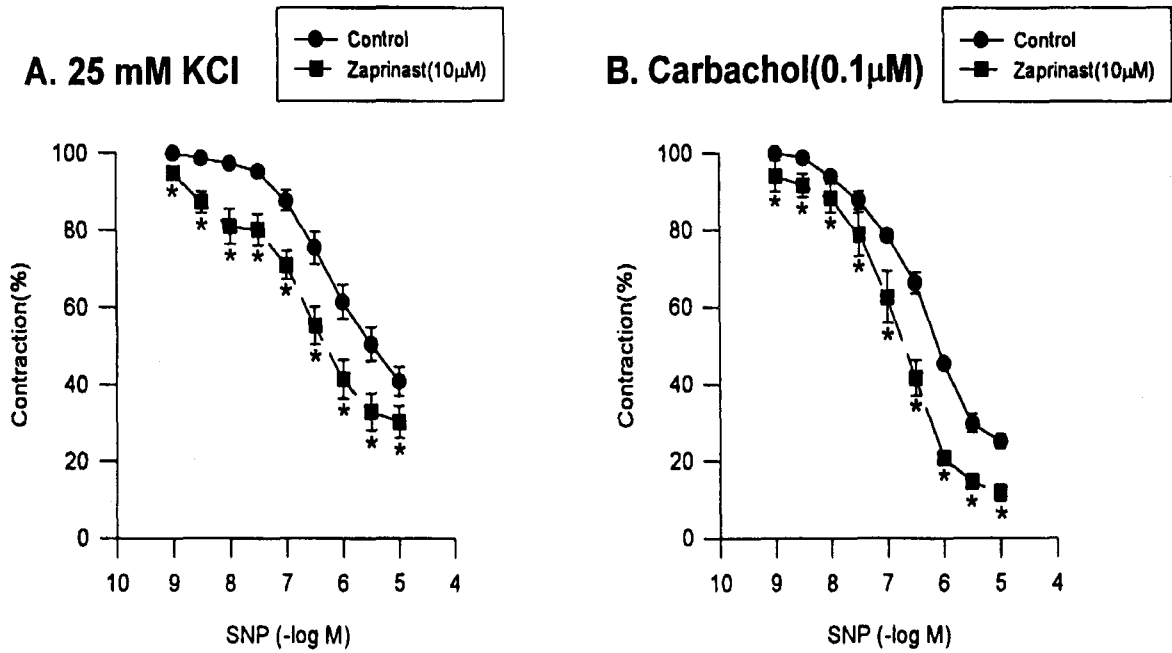 Control
Zaprinast(10μM)
A. 25 mM KCl
100
80
60
40
20
0
Contraction(%)
* * * * * * * * *
10 9 8 7 6 5 4
SNP (-log M)
Control
Zaprinast(10μM)
B. Carbachol(0.1μM)
100
80
60
40
20
0
Contraction(%)
* * * * * * * * *
10 9 8 7 6 5 4
SNP (-log M)